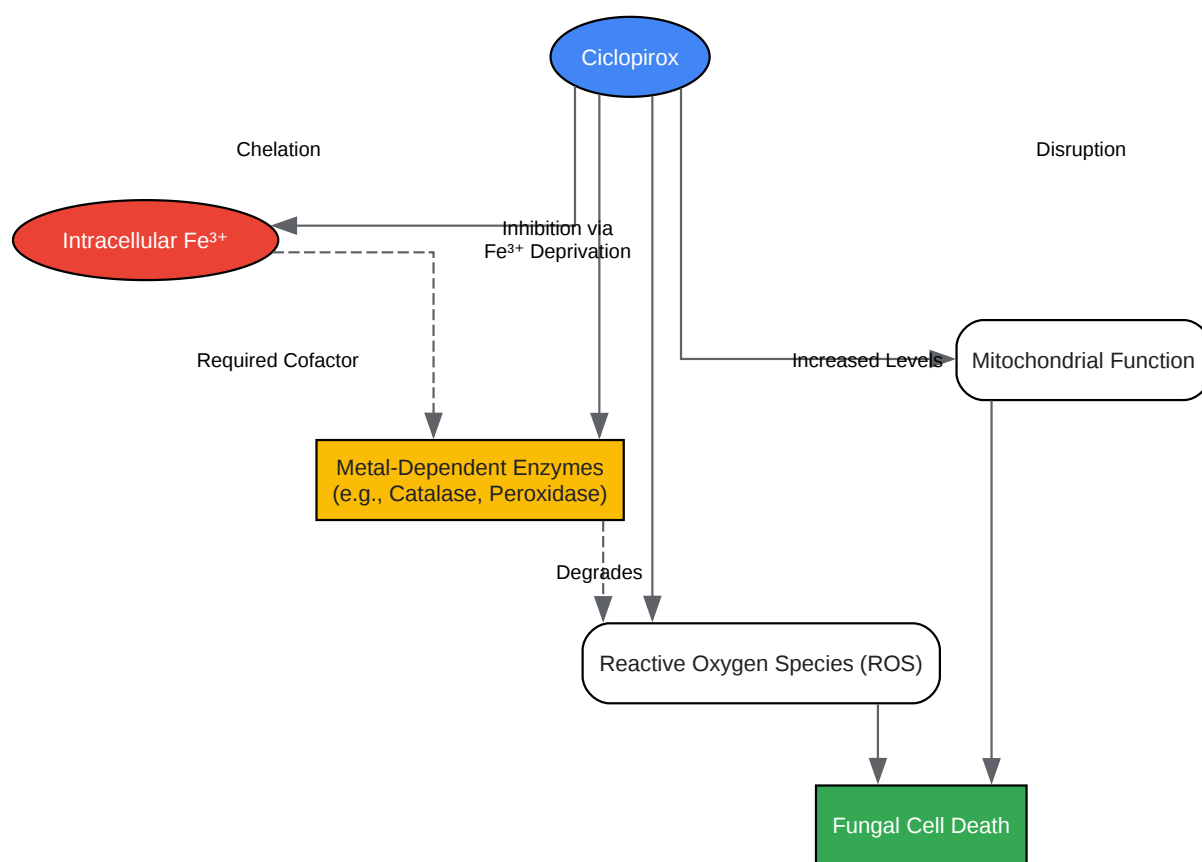 Ciclopirox
Chelation
Disruption
Intracellular Fe³⁺
Inhibition via
Fe³⁺ Deprivation
Required Cofactor
Increased Levels
Mitochondrial Function
Metal-Dependent Enzymes
(e.g., Catalase, Peroxidase)
Degrades
Reactive Oxygen Species (ROS)
Fungal Cell Death